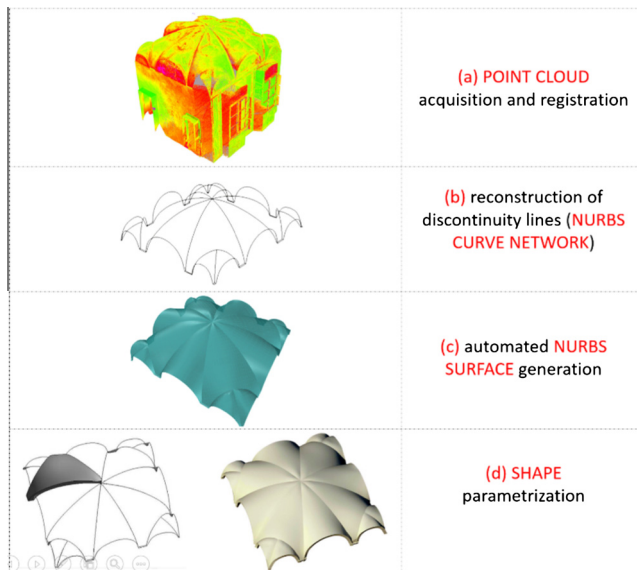 (a) POINT CLOUD
acquisition and registration
(b) reconstruction of
discontinuity lines (NURBS
CURVE NETWORK)
(c) automated NURBS
SURFACE generation
(d) SHAPE
parametrization